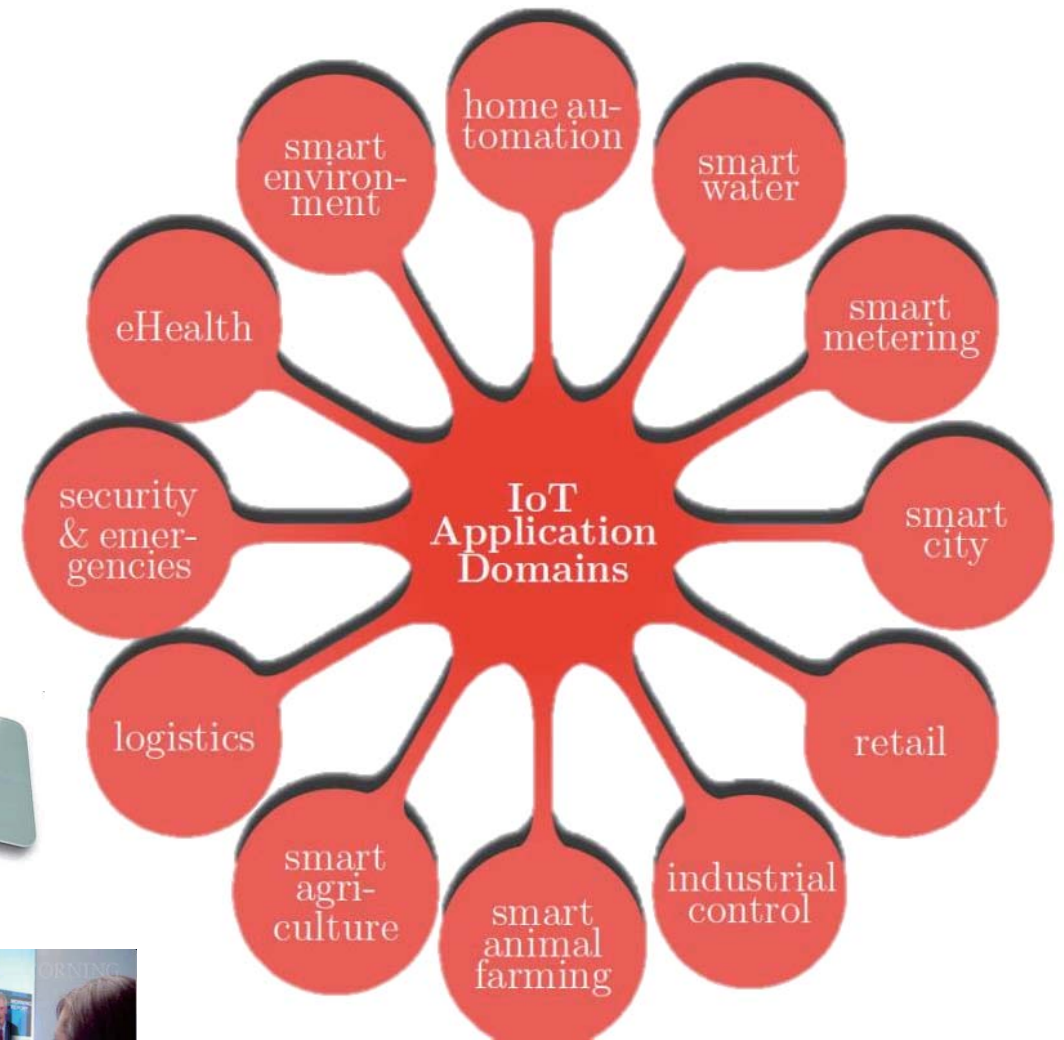 home au-
tomation
smart
water
smart
metering
smart
city
retail
industrial
control
smart
animal
farming
smart
agri-
culture
logistics
security
& emer-
gencies
eHealth
smart
environ-
ment
IoT
Application
Domains
ORNING